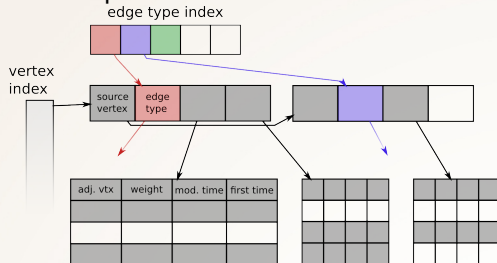 edge type index
vertex
index
source
vertex
edge
type
adj. vtx
weight
mod. time
first time